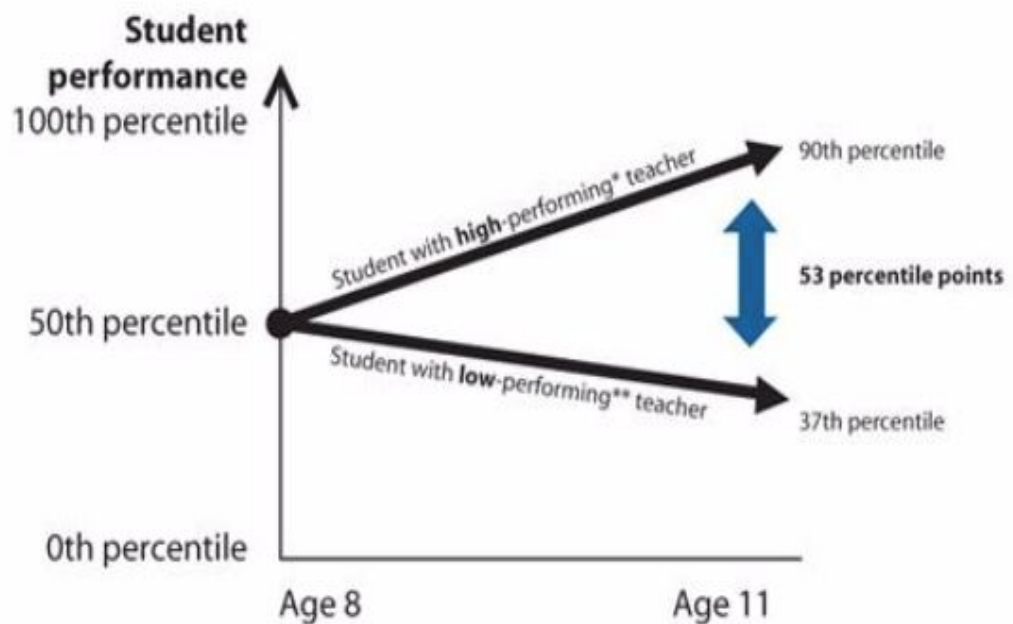 Student
performance
100th percentile
Student with high-performing* teacher
90th percentile
53 percentile points
50th percentile
Student with low-performing** teacher
37th percentile
0th percentile
Age 8
Age 11